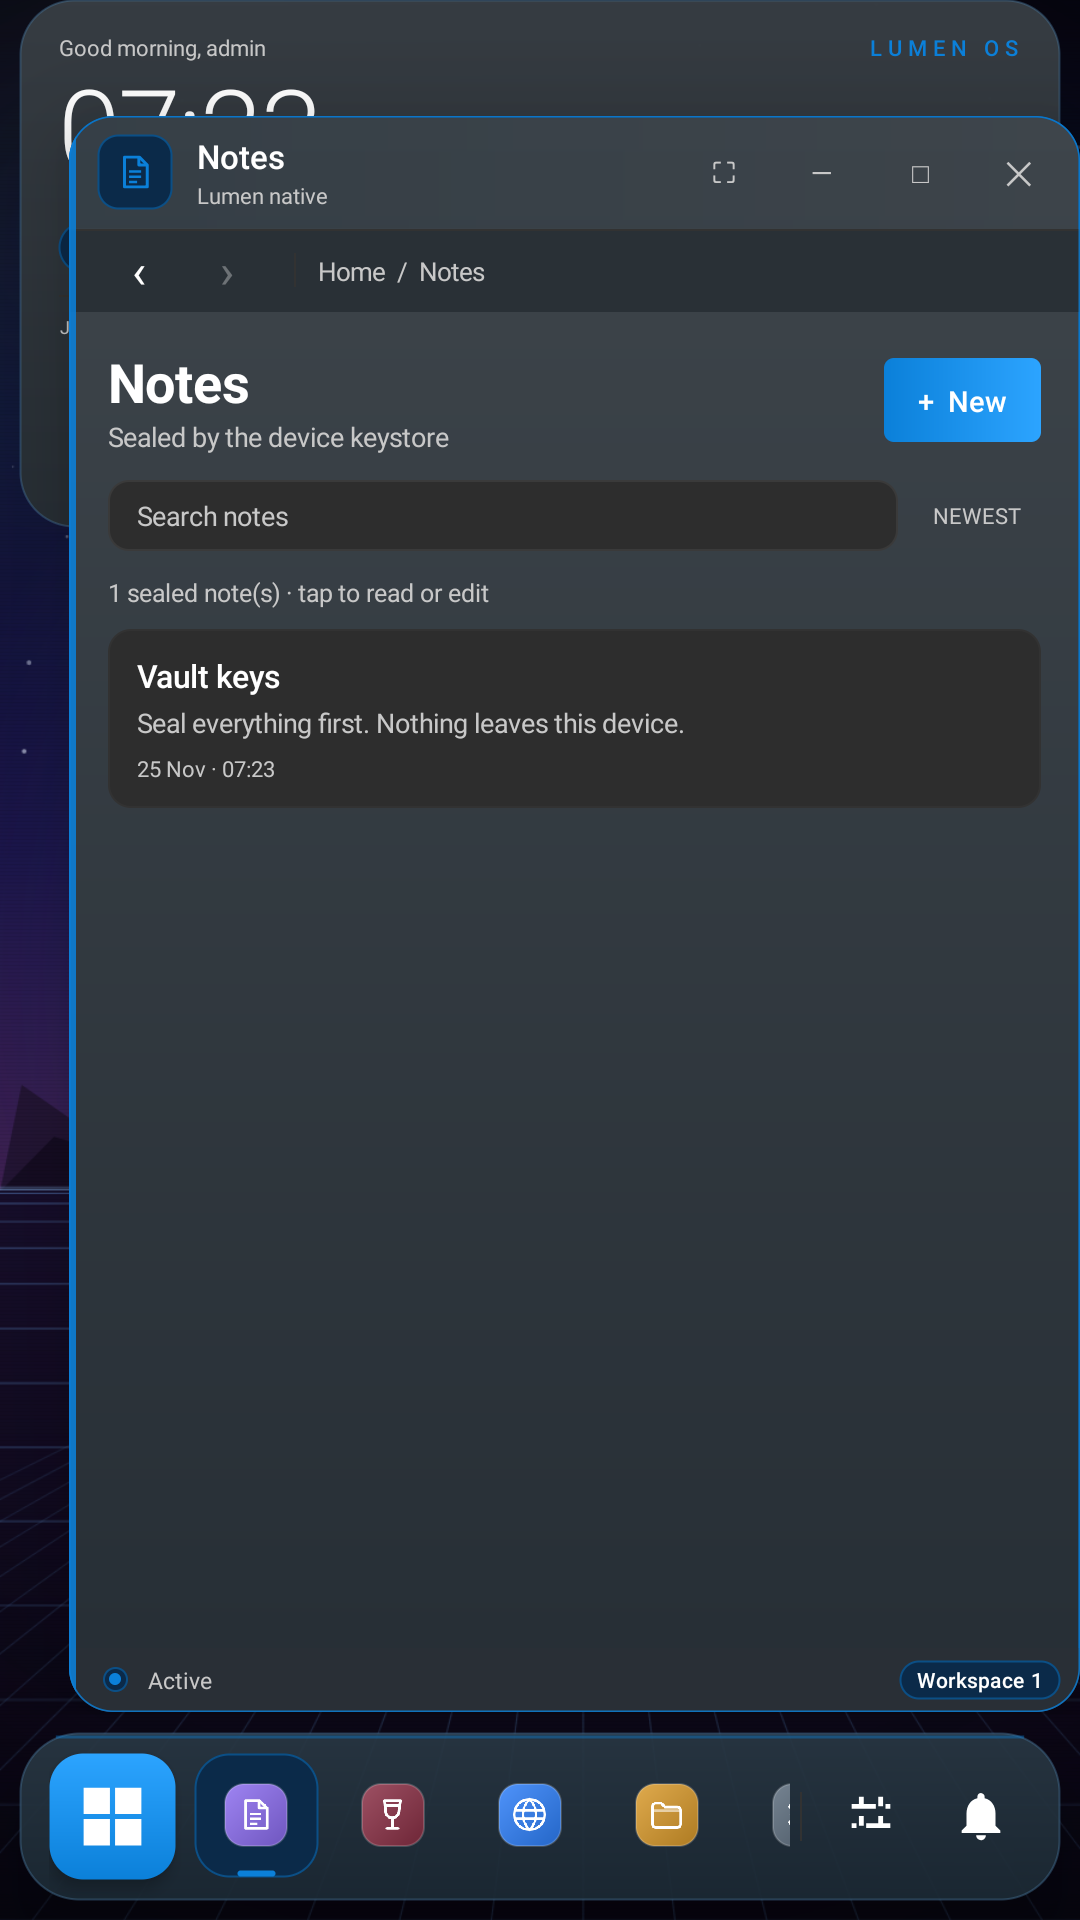 Good morning, admin
LUMEN OS
07:23
Notes
Lumen native
Home / Notes
Notes
Sealed by the device keystore
+ New
Search notes
NEWEST
1 sealed note(s) · tap to read or edit
Vault keys
Seal everything first. Nothing leaves this device.
25 Nov · 07:23
Active
Workspace 1